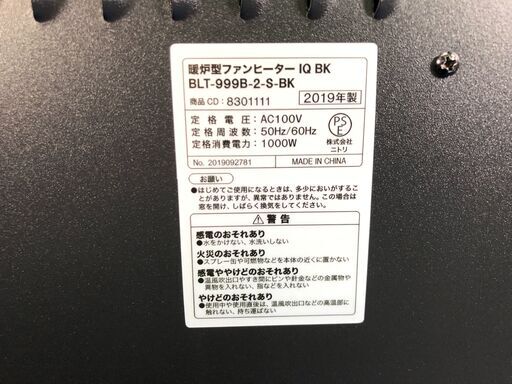 暖炉型ファンヒーター IQ BK
BLT-999B-2-S-BK
商品CD：8301111
2019年製
定格電圧：AC100V
定格周波数：50Hz/60Hz
定格消費電力：1000W
PSE
株式会社
ニトリ
No. 2019092781
MADE IN CHINA
お願い
●はじめてご使用になるときは、多少においがするこ
とがありますが、異常ではありません。この場合は
窓を開け、しばらく換気をしてください。
⚠警告
感電のおそれあり
●水をかけない、水洗いしない
火災のおそれあり
●スプレー缶や可燃物などを本体の近くに置かない
感電ややけどのおそれあり
●温風吹出口やすき間にピンや針金などの金属物や
異物を入れない、指などを入れない
やけどのおそれあり
●使用中や使用直後は、温風吹出口などの高温部に
触れない、持ち運ばない